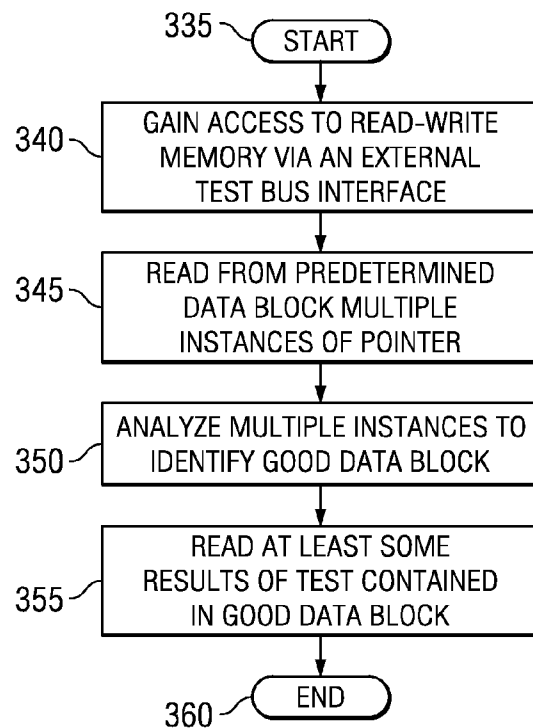 335
START
340
GAIN ACCESS TO READ-WRITE
MEMORY VIA AN EXTERNAL
TEST BUS INTERFACE
345
READ FROM PREDETERMINED
DATA BLOCK MULTIPLE
INSTANCES OF POINTER
350
ANALYZE MULTIPLE INSTANCES TO
IDENTIFY GOOD DATA BLOCK
355
READ AT LEAST SOME
RESULTS OF TEST CONTAINED
IN GOOD DATA BLOCK
360
END